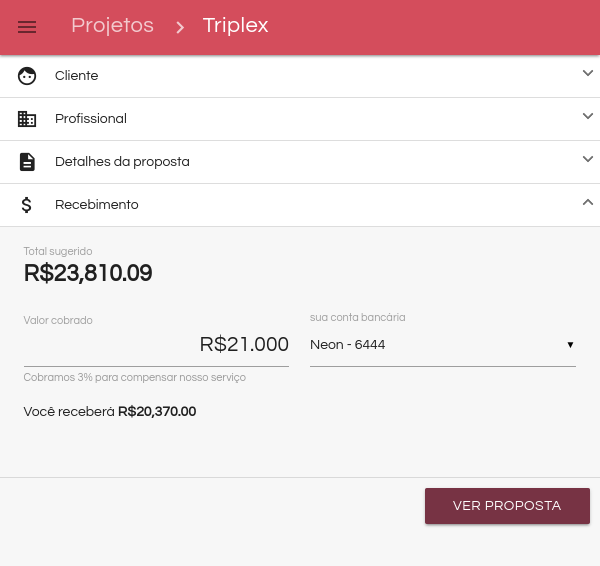 Projetos > Triplex
Cliente
Profissional
Detalhes da proposta
Recebimento
Total sugerido
R$23,810.09
Valor cobrado
R$21.000
Cobramos 3% para compensar nosso serviço
sua conta bancária
Neon - 6444
Você receberá R$20,370.00
VER PROPOSTA